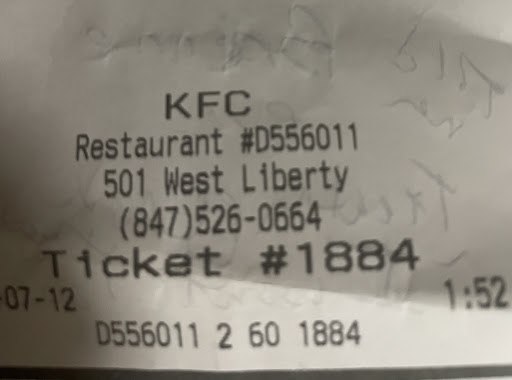 KFC
Restaurant #D556011
501 West Liberty
(847)526-0664
Ticket #1884
-07-12 1:52
D556011 2 60 1884